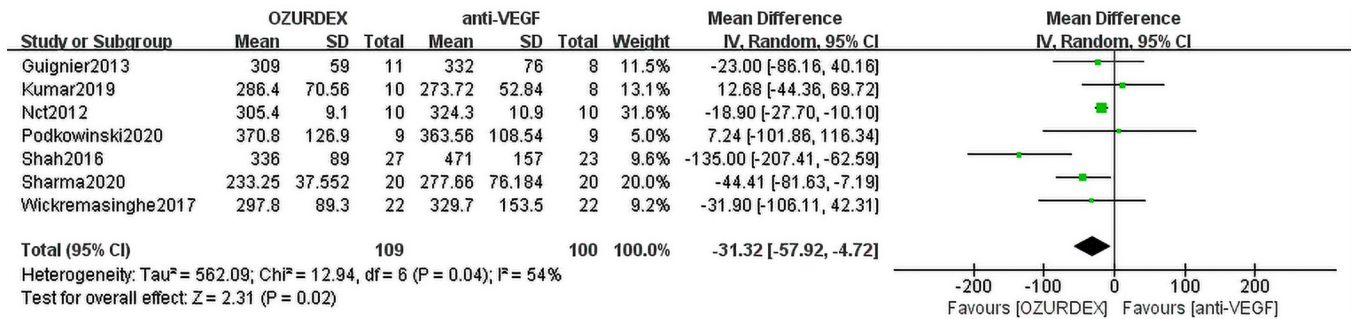 OZURDEX anti-VEGF Mean Difference Mean Difference
Study or Subgroup Mean SD Total Mean SD Total Weight IV, Random, 95% CI IV, Random, 95% CI
Guignier2013 309 59 11 332 76 8 11.5% -23.00 [-86.16, 40.16]
Kumar2019 286.4 70.56 10 273.72 52.84 8 13.1% 12.68 [-44.36, 69.72]
Nct2012 305.4 9.1 10 324.3 10.9 10 31.6% -18.90 [-27.70, -10.10]
Podkowinski2020 370.8 126.9 9 363.56 108.54 9 5.0% 7.24 [-101.86, 116.34]
Shah2016 336 89 27 471 157 23 9.6% -135.00 [-207.41, -62.59]
Sharma2020 233.25 37.552 20 277.66 76.184 20 20.0% -44.41 [-81.63, -7.19]
Wickremasinghe2017 297.8 89.3 22 329.7 153.5 22 9.2% -31.90 [-106.11, 42.31]
Total (95% CI) 109 100 100.0% -31.32 [-57.92, -4.72]
Heterogeneity: Tau² = 562.09; Chi² = 12.94, df = 6 (P = 0.04); I² = 54%
Test for overall effect: Z = 2.31 (P = 0.02)
-200 -100 0 100 200
Favours [OZURDEX] Favours [anti-VEGF]